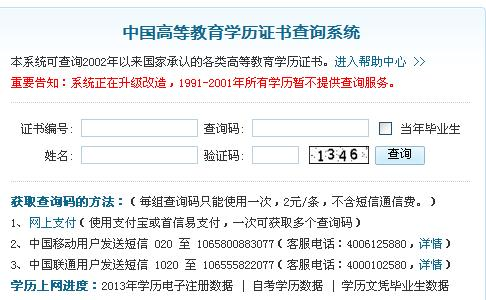 中国高等教育学历证书查询系统
本系统可查询2002年以来国家承认的各类高等教育学历证书。进入帮助中心 >>
重要告知：系统正在升级改造，1991-2001年所有学历暂不提供查询服务。
证书编号： 查询码： 当年毕业生
姓名： 验证码： 1346 查询
获取查询码的方法：（每组查询码只能使用一次，2元/条，不含短信通信费。）
1、网上支付（使用支付宝或首信易支付，一次可获取多个查询码）
2、中国移动用户发送短信 020 至 1065800883077（客服电话：4006125880，详情）
3、中国联通用户发送短信 1020 至 106555822077（客服电话：4000102580，详情）
学历上网进度：2013年学历电子注册数据 | 自考学历数据 | 学历文凭毕业生数据